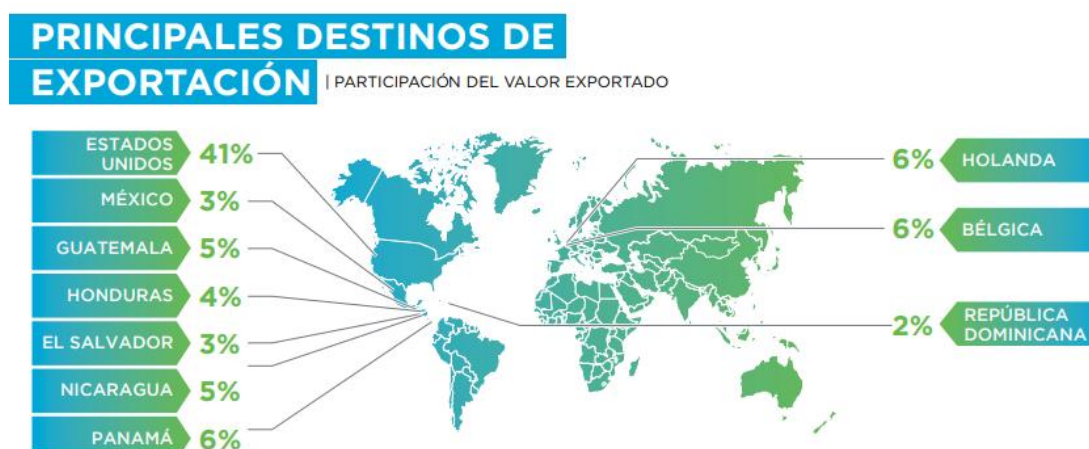 PRINCIPALES DESTINOS DE
EXPORTACIÓN | PARTICIPACIÓN DEL VALOR EXPORTADO
ESTADOS
UNIDOS 41%
MÉXICO 3%
GUATEMALA 5%
HONDURAS 4%
EL SALVADOR 3%
NICARAGUA 5%
PANAMÁ 6%
6% HOLANDA
6% BÉLGICA
2% REPÚBLICA
DOMINICANA